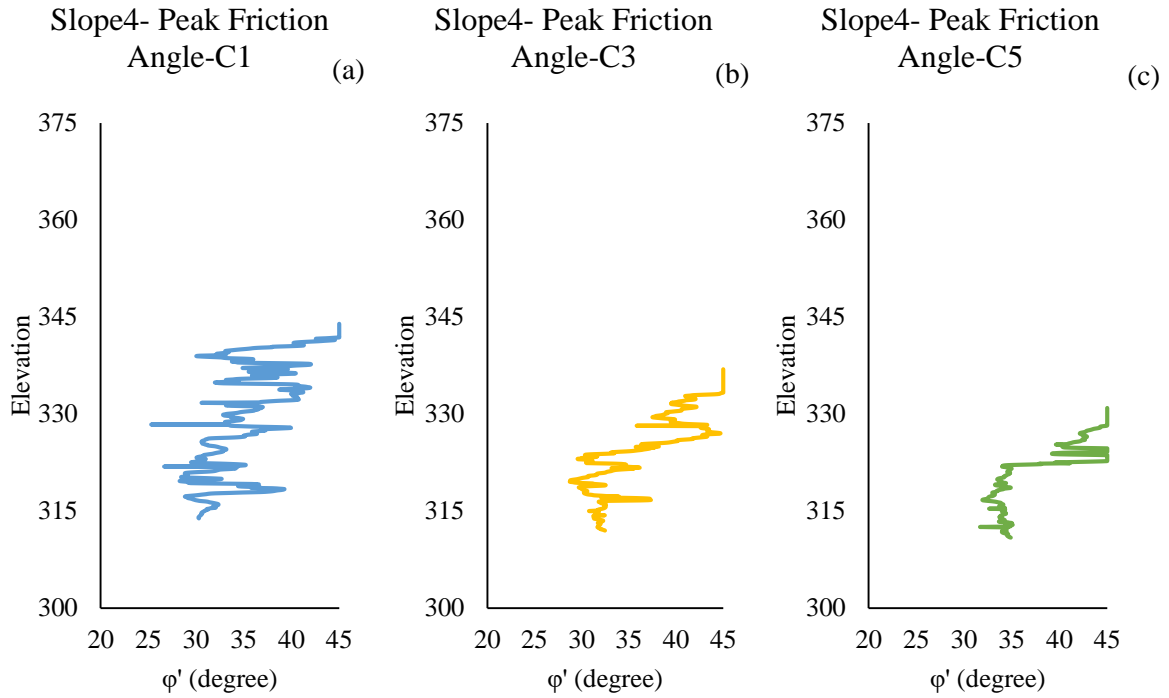 Slope4- Peak Friction
Angle-C1
(a)
375
360
345
330
315
300
Elevation
20 25 30 35 40 45
φ' (degree)
Slope4- Peak Friction
Angle-C3
(b)
375
360
345
330
315
300
Elevation
20 25 30 35 40 45
φ' (degree)
Slope4- Peak Friction
Angle-C5
(c)
375
360
345
330
315
300
Elevation
20 25 30 35 40 45
φ' (degree)